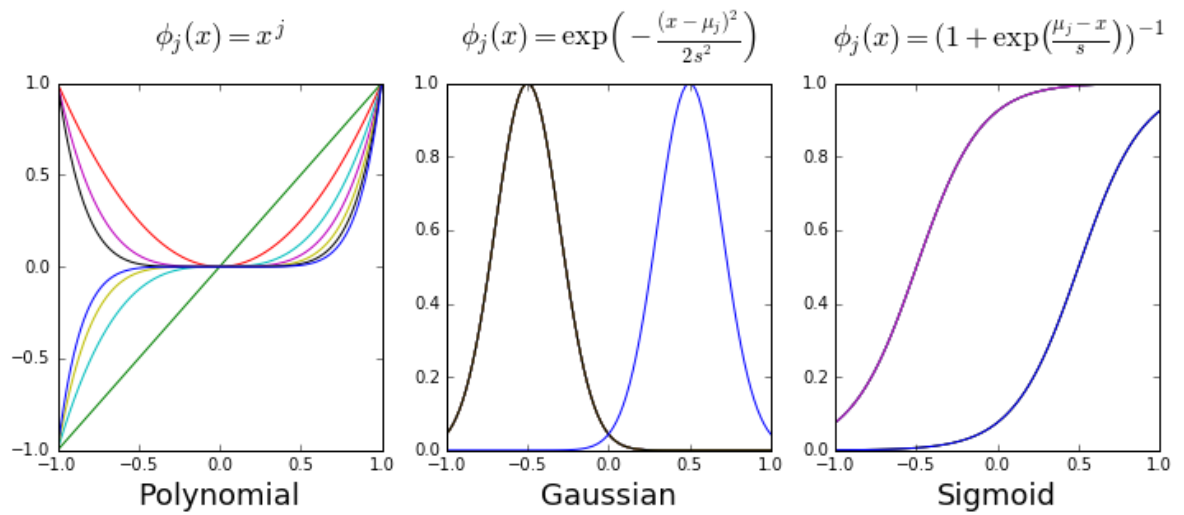 ϕ_j(x) = x^j
1.0
0.5
0.0
−0.5
−1.0
−1.0 −0.5 0.0 0.5 1.0
Polynomial
ϕ_j(x) = exp(− (x − μ_j)² / 2s²)
1.0
0.8
0.6
0.4
0.2
0.0
−1.0 −0.5 0.0 0.5 1.0
Gaussian
ϕ_j(x) = (1 + exp(μ_j − x / s))^−1
1.0
0.8
0.6
0.4
0.2
0.0
−1.0 −0.5 0.0 0.5 1.0
Sigmoid